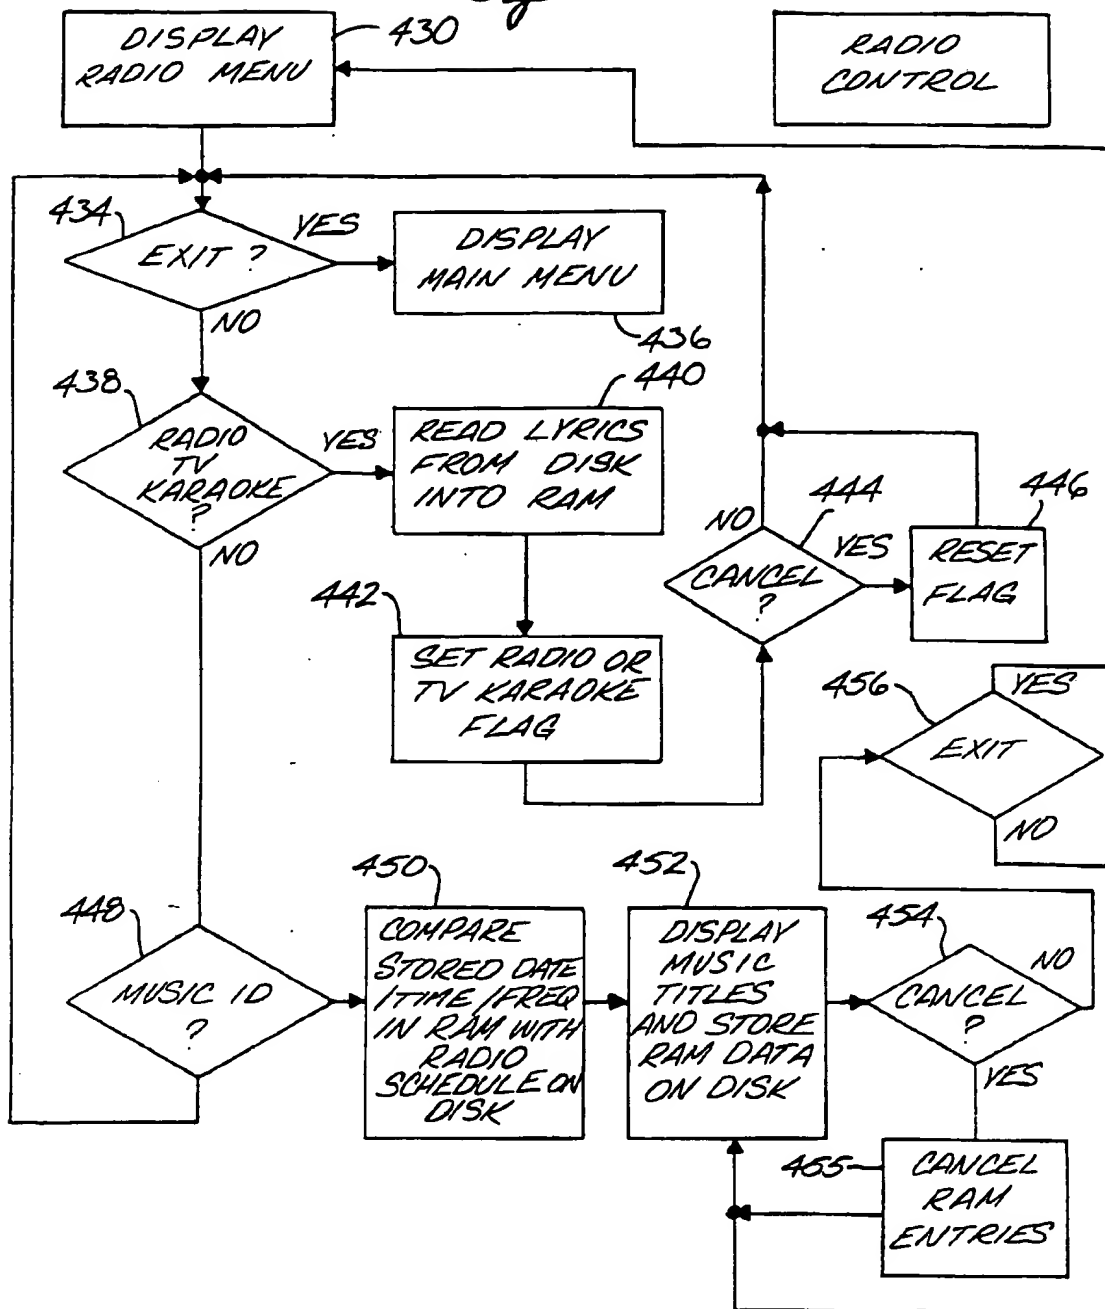 DISPLAY
RADIO MENU
430
RADIO
CONTROL
434
EXIT ?
YES
NO
DISPLAY
MAIN MENU
436
438
RADIO
TV
KARAOKE
?
YES
NO
440
READ LYRICS
FROM DISK
INTO RAM
442
SET RADIO OR
TV KARAOKE
FLAG
444
CANCEL
?
NO
YES
446
RESET
FLAG
456
EXIT
YES
NO
448
MUSIC ID
?
450
COMPARE
STORED DATE
/TIME /FREQ
IN RAM WITH
RADIO
SCHEDULE ON
DISK
452
DISPLAY
MUSIC
TITLES
AND STORE
RAM DATA
ON DISK
454
CANCEL
?
NO
YES
455
CANCEL
RAM
ENTRIES